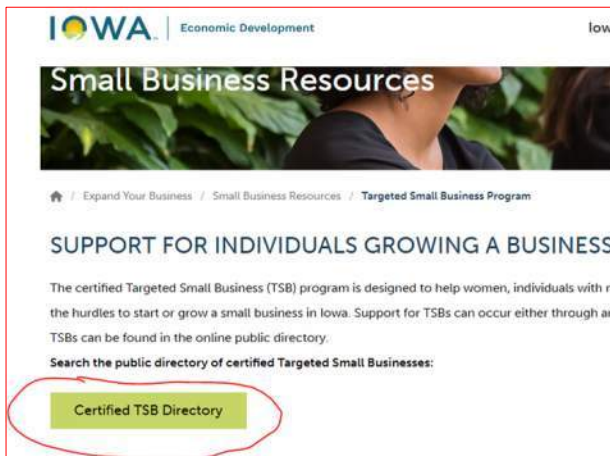 IOWA | Economic Development
Iow
Small Business Resources
/ Expand Your Business / Small Business Resources / Targeted Small Business Program
SUPPORT FOR INDIVIDUALS GROWING A BUSINESS
The certified Targeted Small Business (TSB) program is designed to help women, individuals with
the hurdles to start or grow a small business in Iowa. Support for TSBs can occur either through
TSBs can be found in the online public directory.
Search the public directory of certified Targeted Small Businesses:
Certified TSB Directory